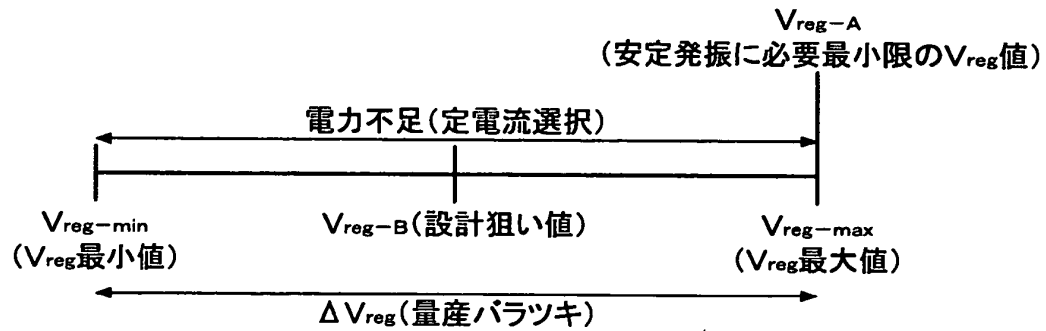 Vreg-A
(安定発振に必要最小限のVreg値)
電力不足(定電流選択)
Vreg-min
(Vreg最小値)
Vreg-B(設計狙い値)
Vreg-max
(Vreg最大値)
ΔVreg(量産バラツキ)